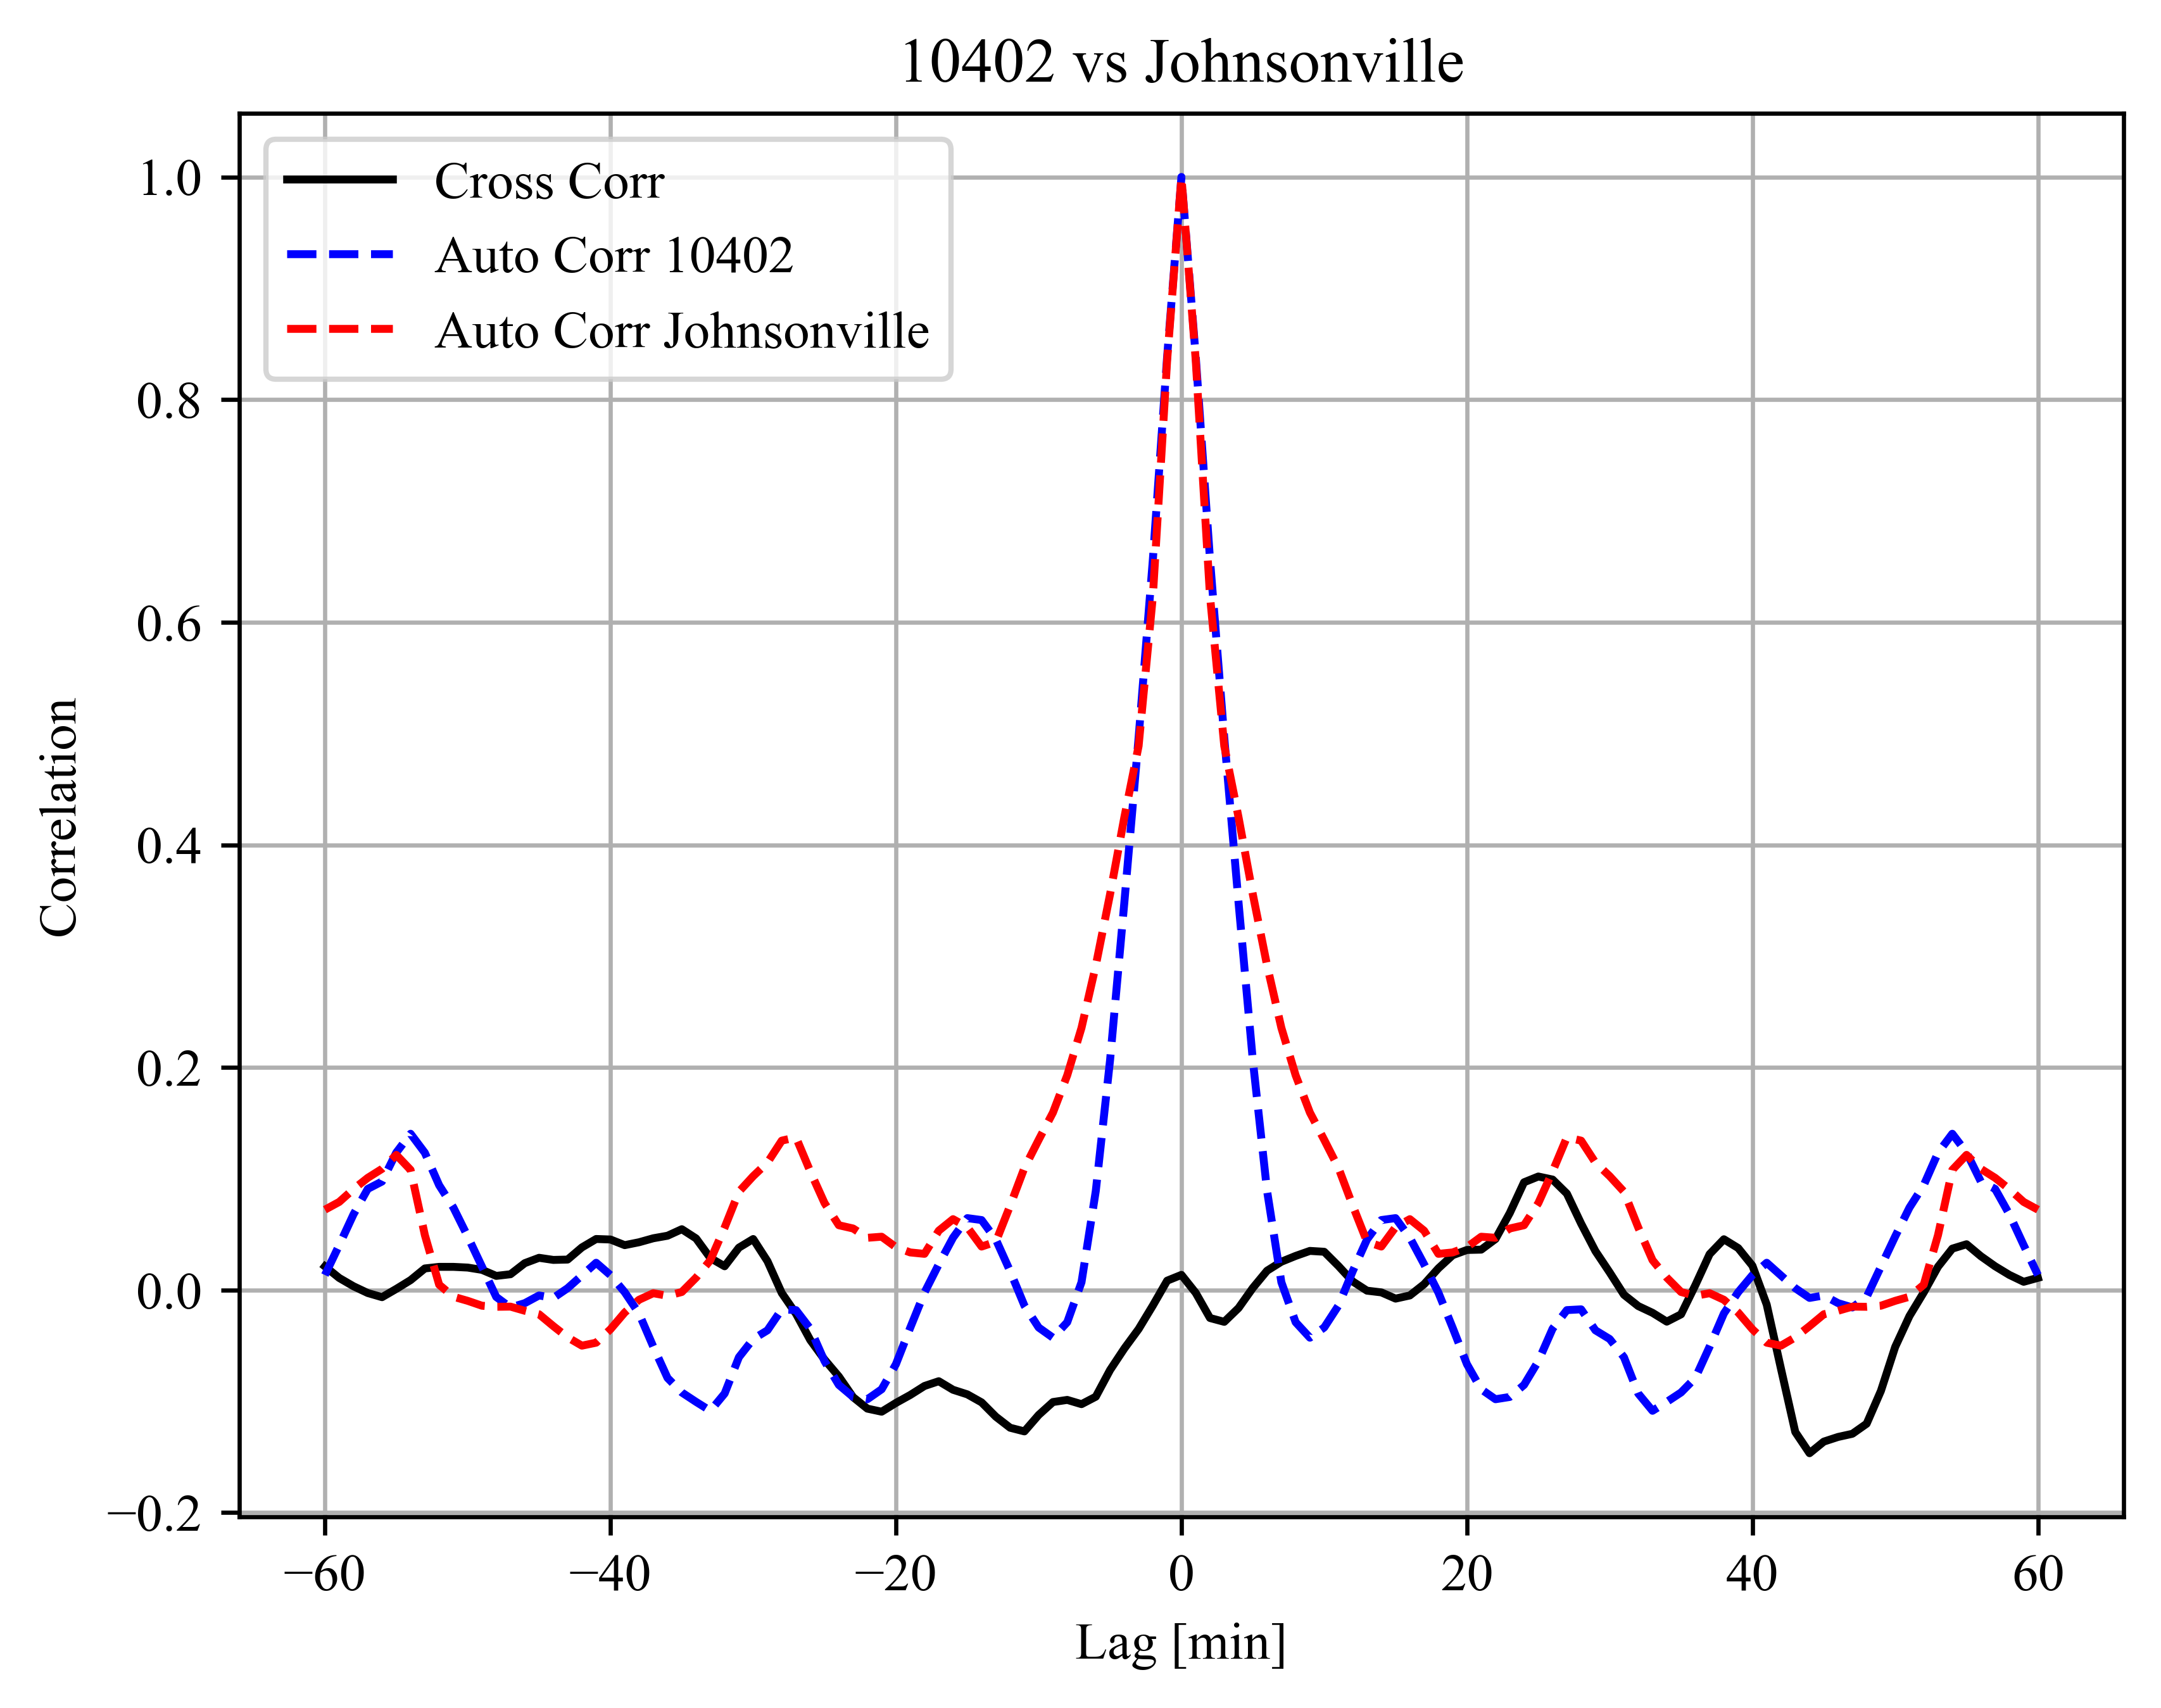 10402 vs Johnsonville
Cross Corr
Auto Corr 10402
Auto Corr Johnsonville
1.0
0.8
0.6
0.4
0.2
0.0
−0.2
Correlation
−60
−40
−20
0
20
40
60
Lag [min]